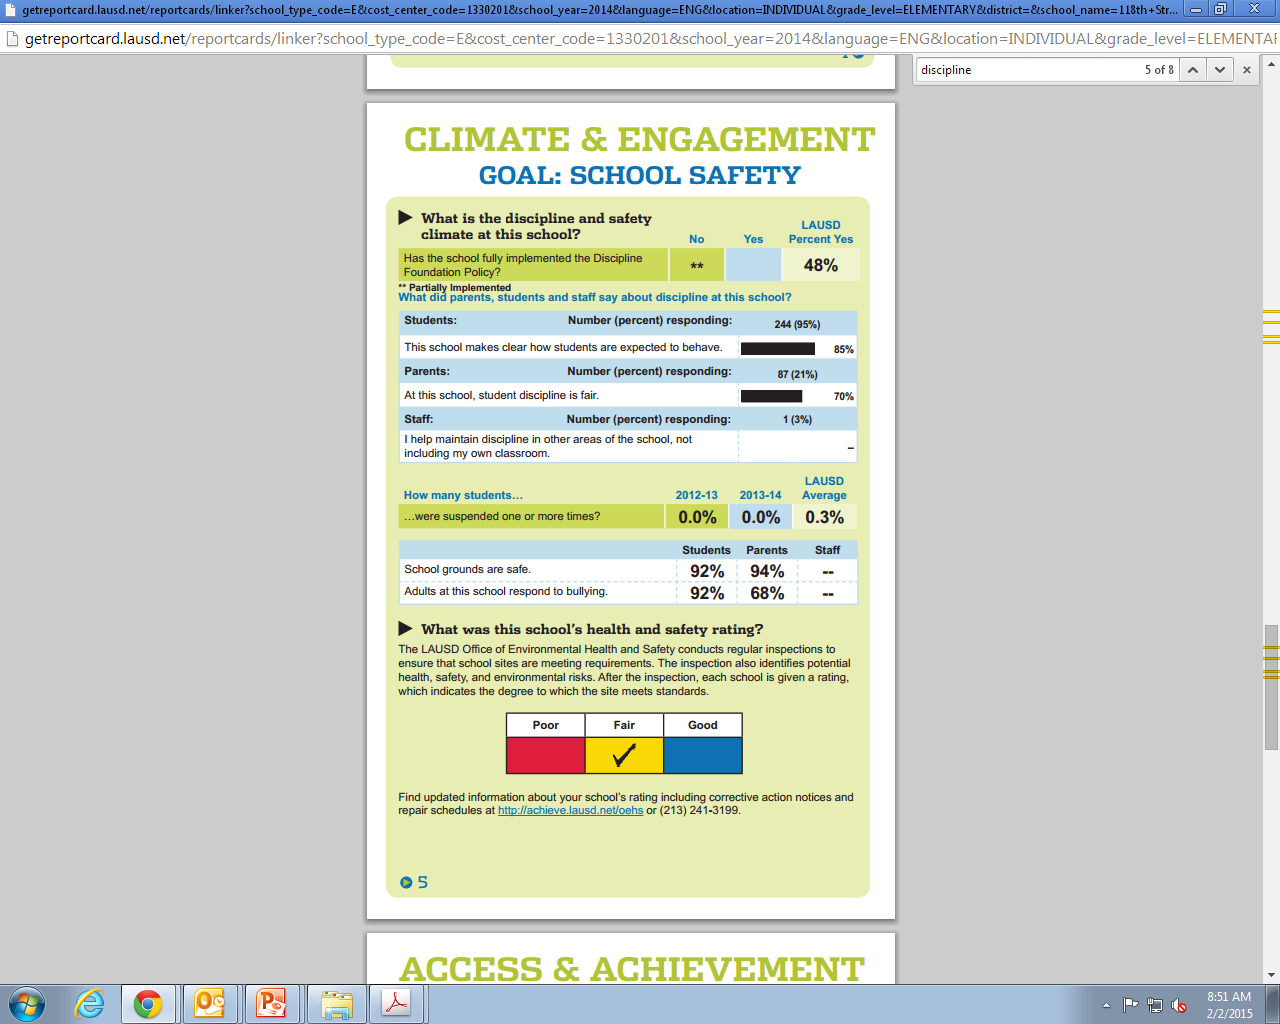 getreportcard.lausd.net/reportcards/linker?school_type_code=E&cost_center_code=1330201&school_year=2014&language=ENG&location=INDIVIDUAL&grade_level=ELEMENTARY&district=&school_name=118th+Str...
getreportcard.lausd.net/reportcards/linker?school_type_code=E&cost_center_code=1330201&school_year=2014&language=ENG&location=INDIVIDUAL&grade_level=ELEMENTAR
discipline 5 of 8
CLIMATE & ENGAGEMENT
GOAL: SCHOOL SAFETY
What is the discipline and safety
climate at this school?
No Yes LAUSD Percent Yes
Has the school fully implemented the Discipline
Foundation Policy?
** 48%
** Partially Implemented
What did parents, students and staff say about discipline at this school?
Students: Number (percent) responding: 244 (95%)
This school makes clear how students are expected to behave. 85%
Parents: Number (percent) responding: 87 (21%)
At this school, student discipline is fair. 70%
Staff: Number (percent) responding: 1 (3%)
I help maintain discipline in other areas of the school, not
including my own classroom. --
How many students... 2012-13 2013-14 LAUSD Average
...were suspended one or more times? 0.0% 0.0% 0.3%
Students Parents Staff
School grounds are safe. 92% 94% --
Adults at this school respond to bullying. 92% 68% --
What was this school's health and safety rating?
The LAUSD Office of Environmental Health and Safety conducts regular inspections to
ensure that school sites are meeting requirements. The inspection also identifies potential
health, safety, and environmental risks. After the inspection, each school is given a rating,
which indicates the degree to which the site meets standards.
Poor Fair Good
Find updated information about your school's rating including corrective action notices and
repair schedules at http://achieve.lausd.net/oehs or (213) 241-3199.
5
ACCESS & ACHIEVEMENT
8:51 AM
2/2/2015